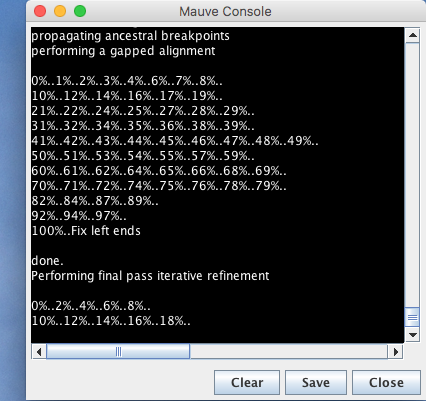 Mauve Console
propagating ancestral breakpoints
performing a gapped alignment
0%..1%..2%..3%..4%..6%..7%..8%..
10%..12%..14%..16%..17%..19%..
21%..22%..24%..25%..27%..28%..29%..
31%..32%..34%..35%..36%..38%..39%..
41%..42%..43%..44%..45%..46%..47%..48%..49%..
50%..51%..53%..54%..55%..57%..59%..
60%..61%..62%..64%..65%..66%..68%..69%..
70%..71%..72%..74%..75%..76%..78%..79%..
82%..84%..87%..89%..
92%..94%..97%..
100%..Fix left ends
done.
Performing final pass iterative refinement
0%..2%..4%..6%..8%..
10%..12%..14%..16%..18%..
Clear
Save
Close